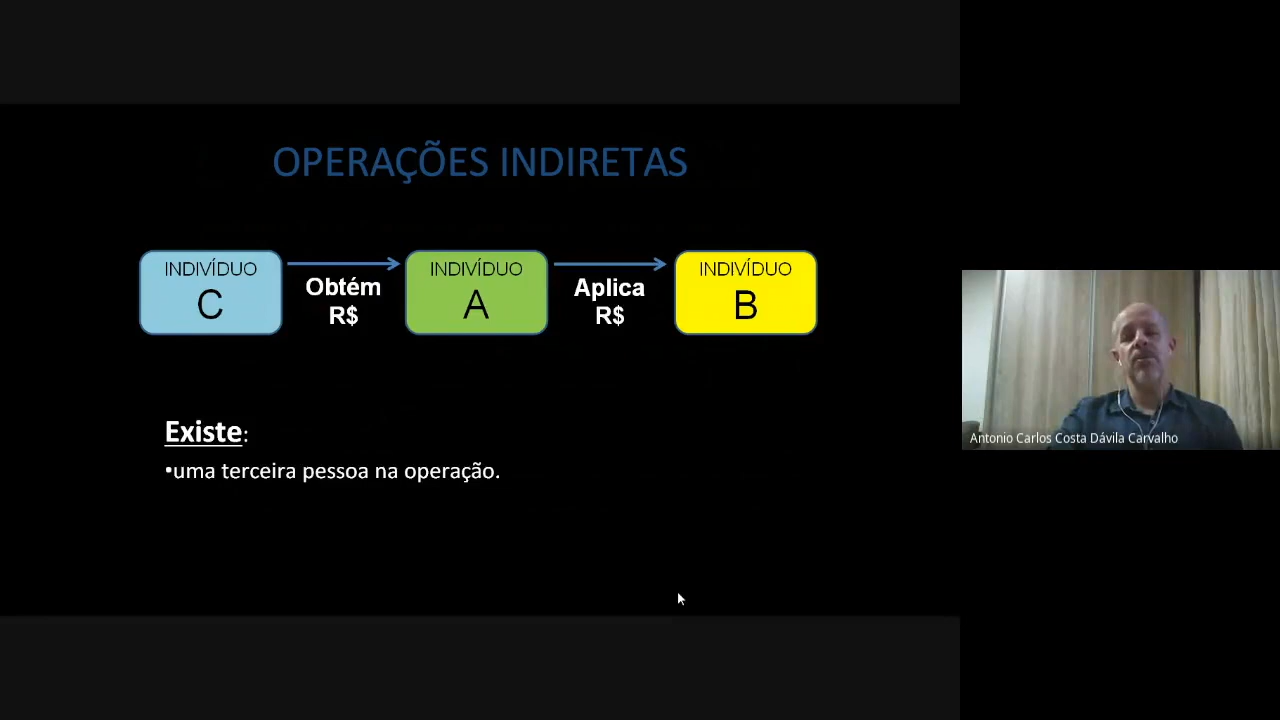 OPERAÇÕES INDIRETAS
INDIVÍDUO
C
Obtém
R$
INDIVÍDUO
A
Aplica
R$
INDIVÍDUO
B
Existe:
•uma terceira pessoa na operação.
Antonio Carlos Costa Dávila Carvalho